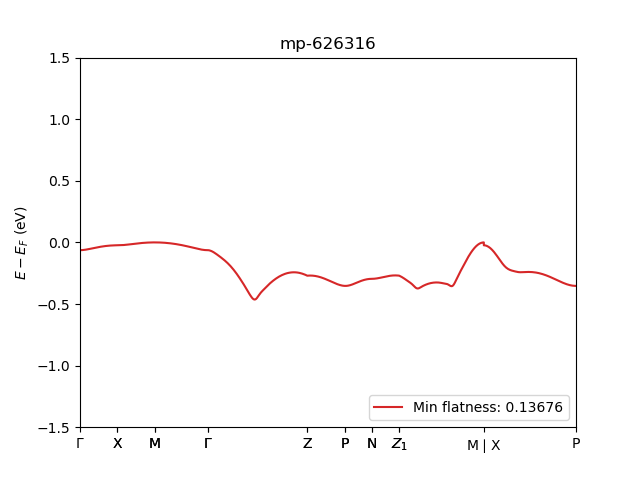 mp-626316
1.5
1.0
0.5
0.0
−0.5
−1.0
−1.5
E − E_F (eV)
Min flatness: 0.13676
Γ X M Γ Z P N Z₁ M | X P